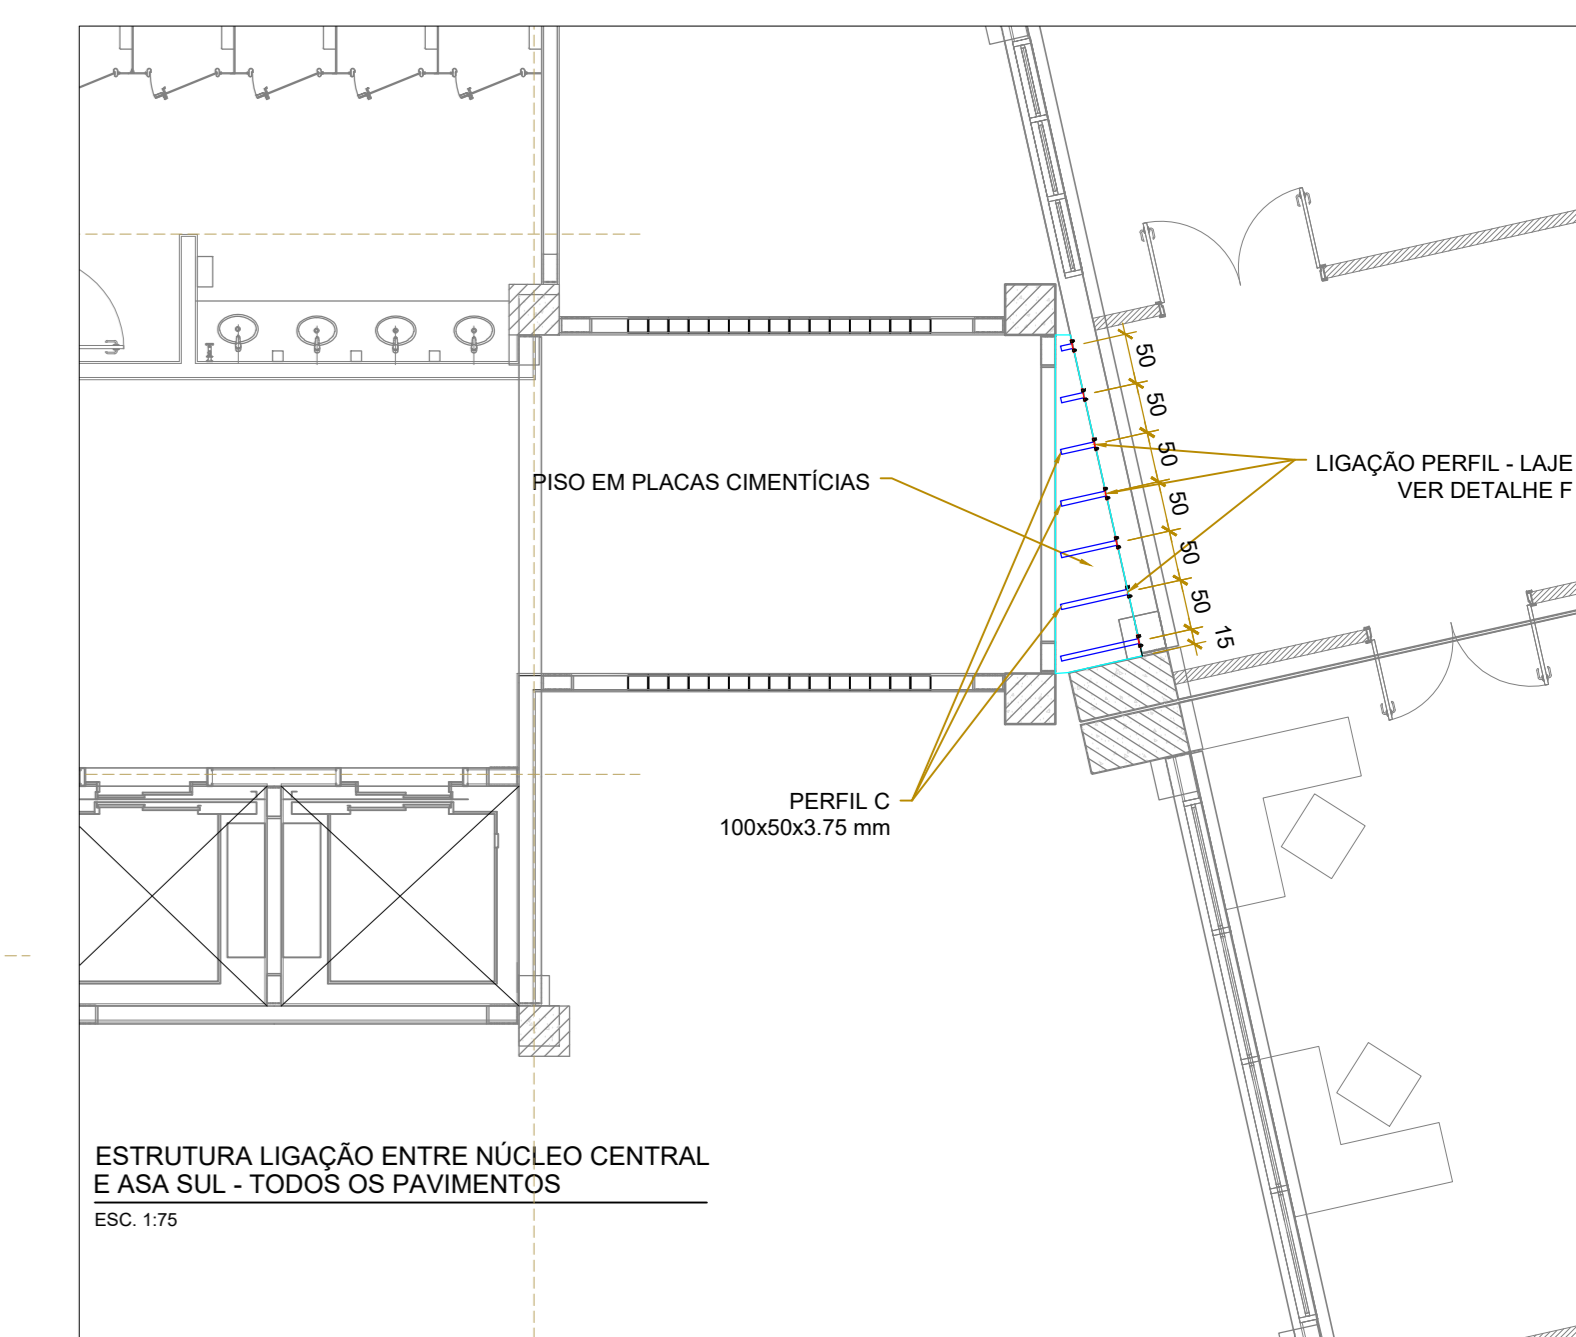 50
50
50
50
50
50
15
LIGAÇÃO PERFIL - LAJE
VER DETALHE F
PISO EM PLACAS CIMENTÍCIAS
PERFIL C
100x50x3.75 mm
ESTRUTURA LIGAÇÃO ENTRE NÚCLEO CENTRAL
E ASA SUL - TODOS OS PAVIMENTOS
ESC. 1:75